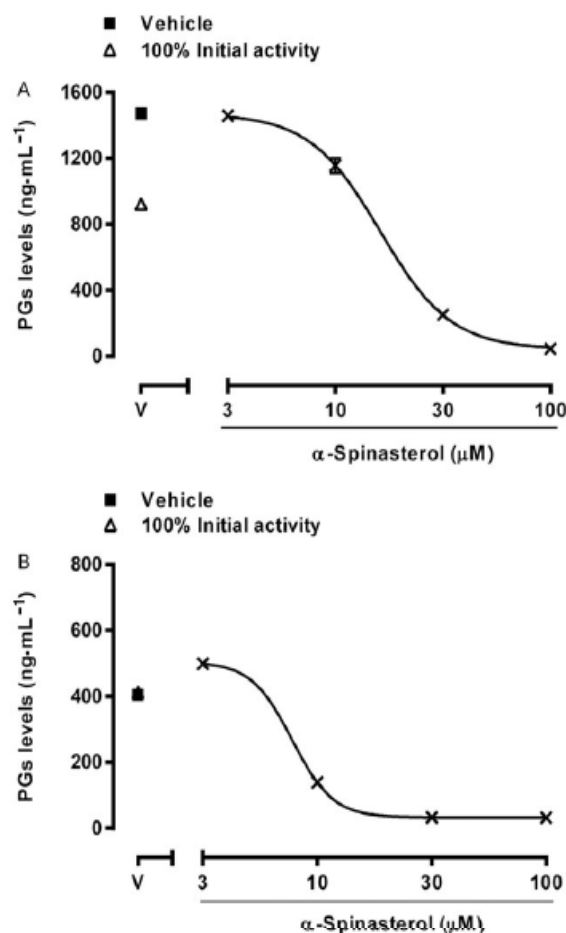 Vehicle
100% Initial activity
A
PGs levels (ng·mL⁻¹)
1600
1200
800
400
0
V
3
10
30
100
α-Spinasterol (μM)
Vehicle
100% Initial activity
B
PGs levels (ng·mL⁻¹)
800
600
400
200
0
V
3
10
30
100
α-Spinasterol (μM)